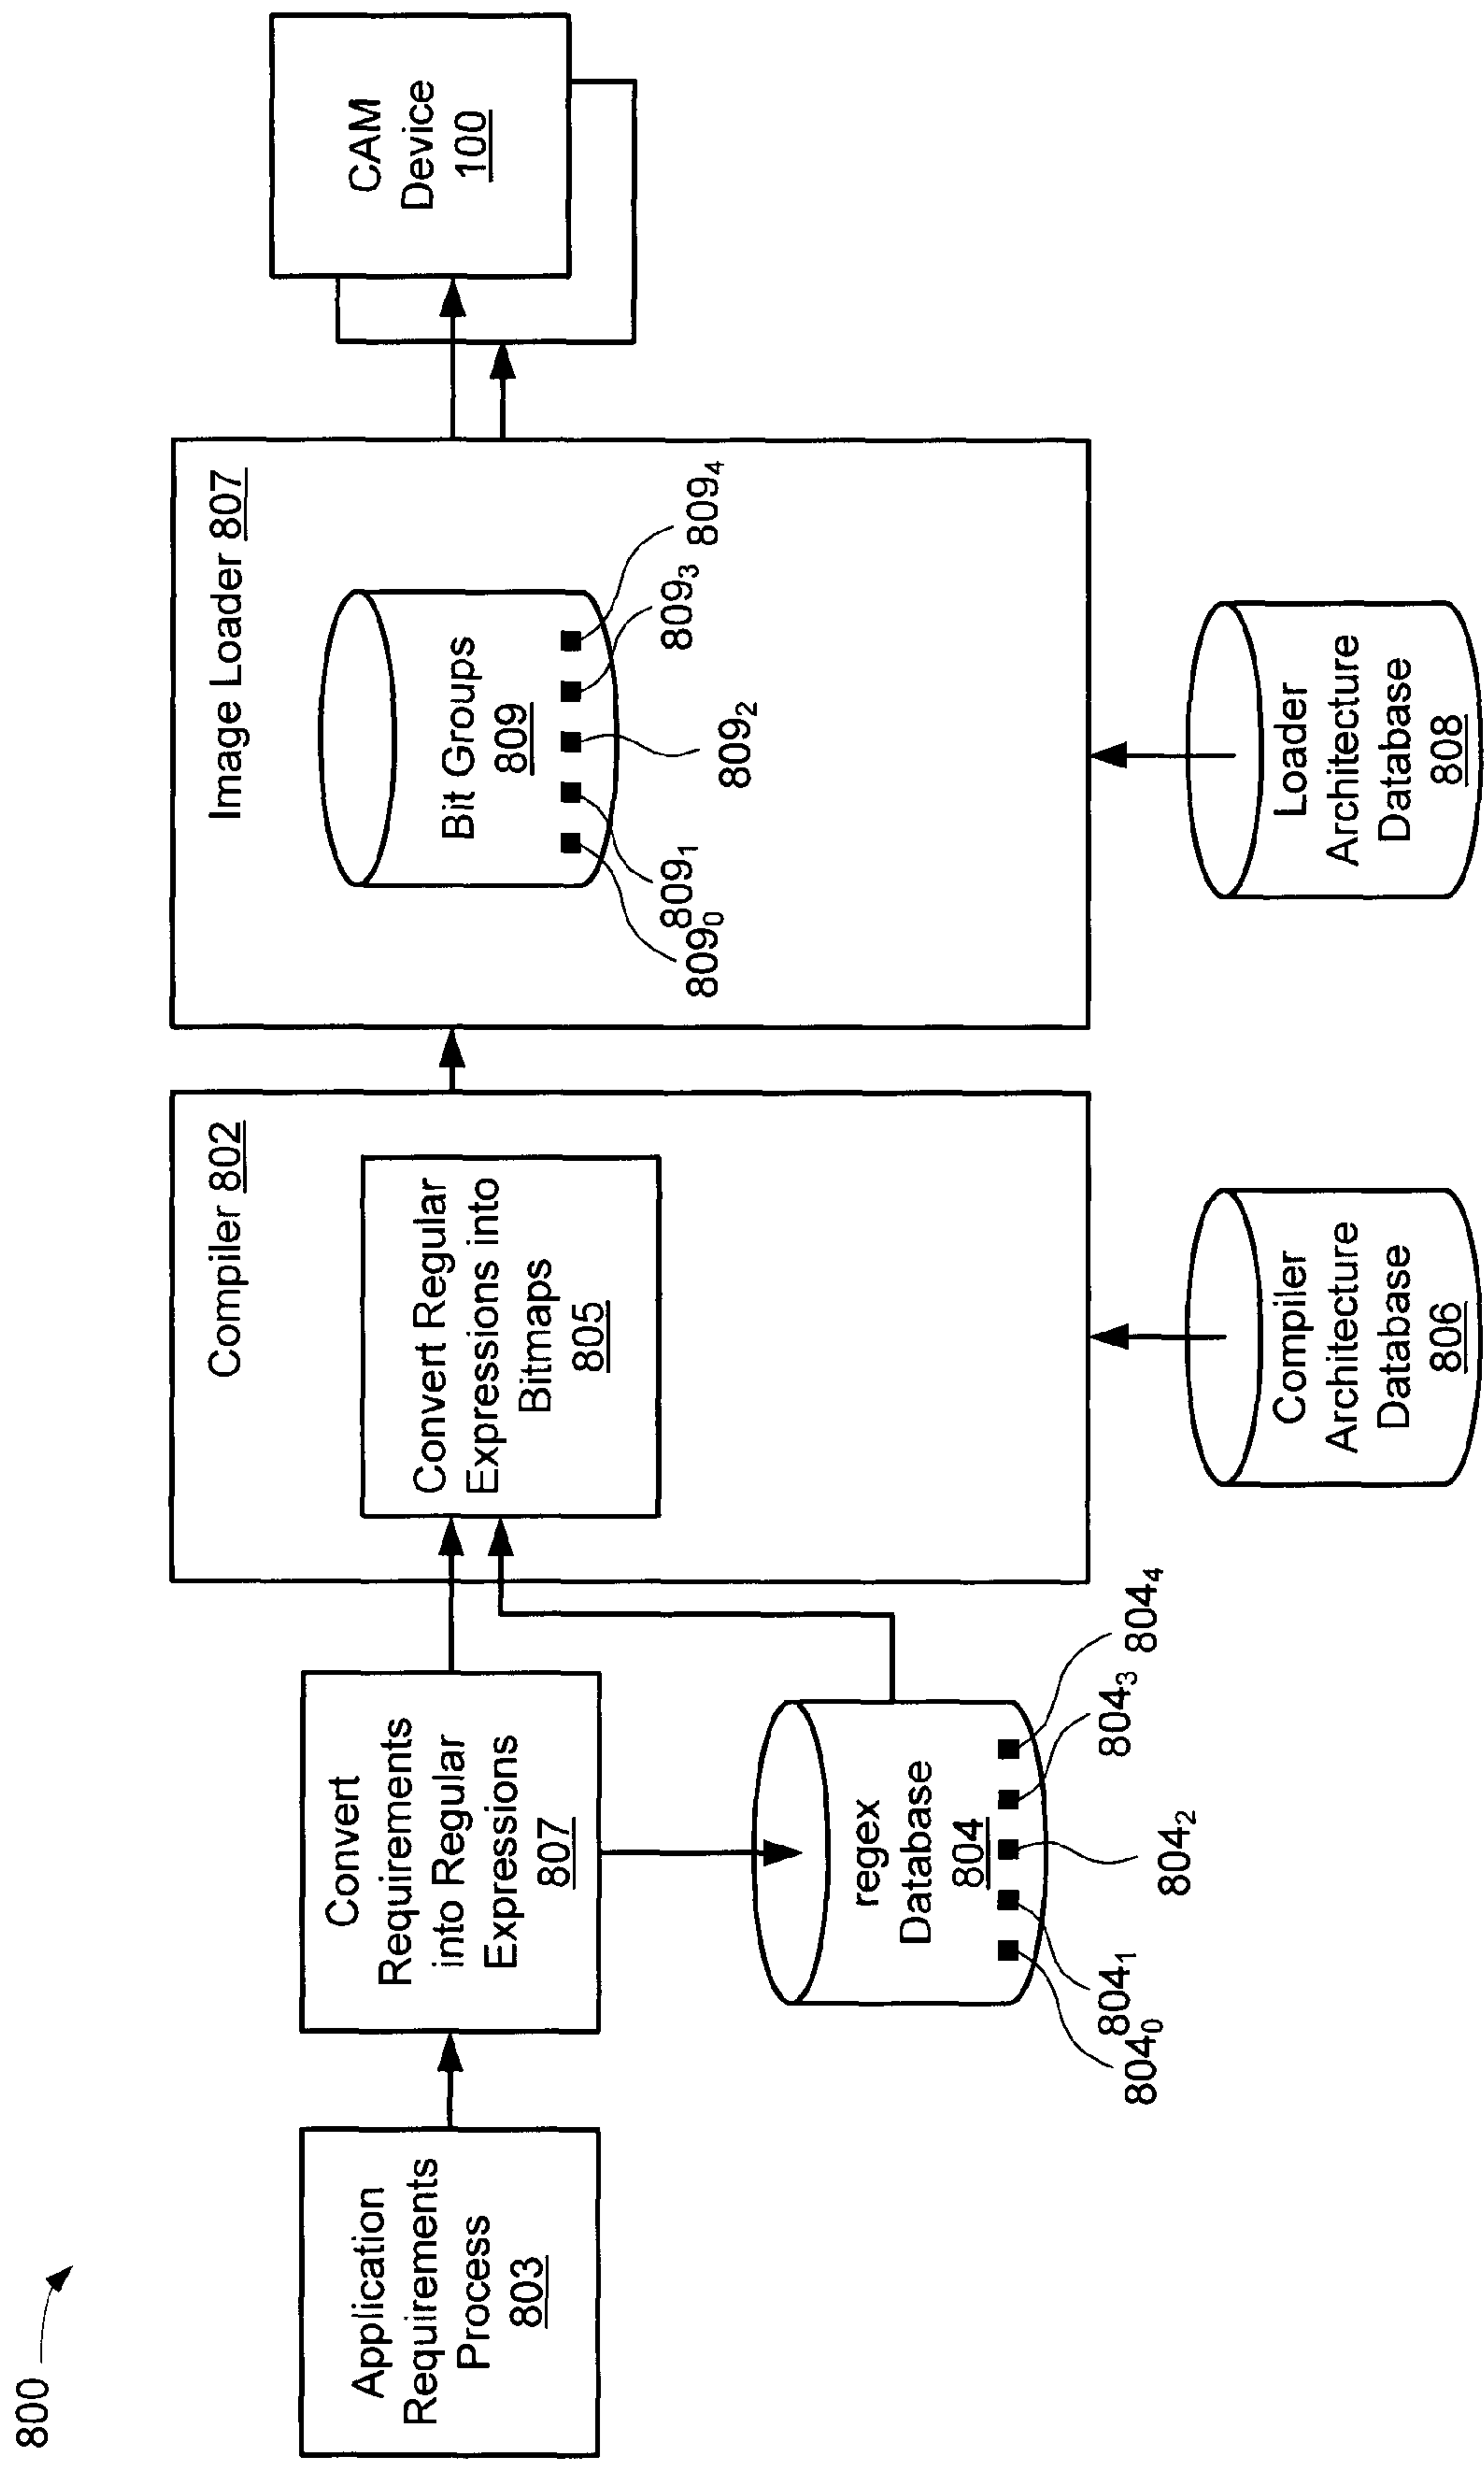 800
Application
Requirements
Process
803
Convert
Requirements
into Regular
Expressions
807
regex
Database
804
804₀
804₁
804₂
804₃
804₄
Compiler 802
Convert Regular
Expressions into
Bitmaps
805
Compiler
Architecture
Database
806
Image Loader 807
Bit Groups
809
809₀
809₁
809₂
809₃
809₄
Loader
Architecture
Database
808
CAM
Device
100